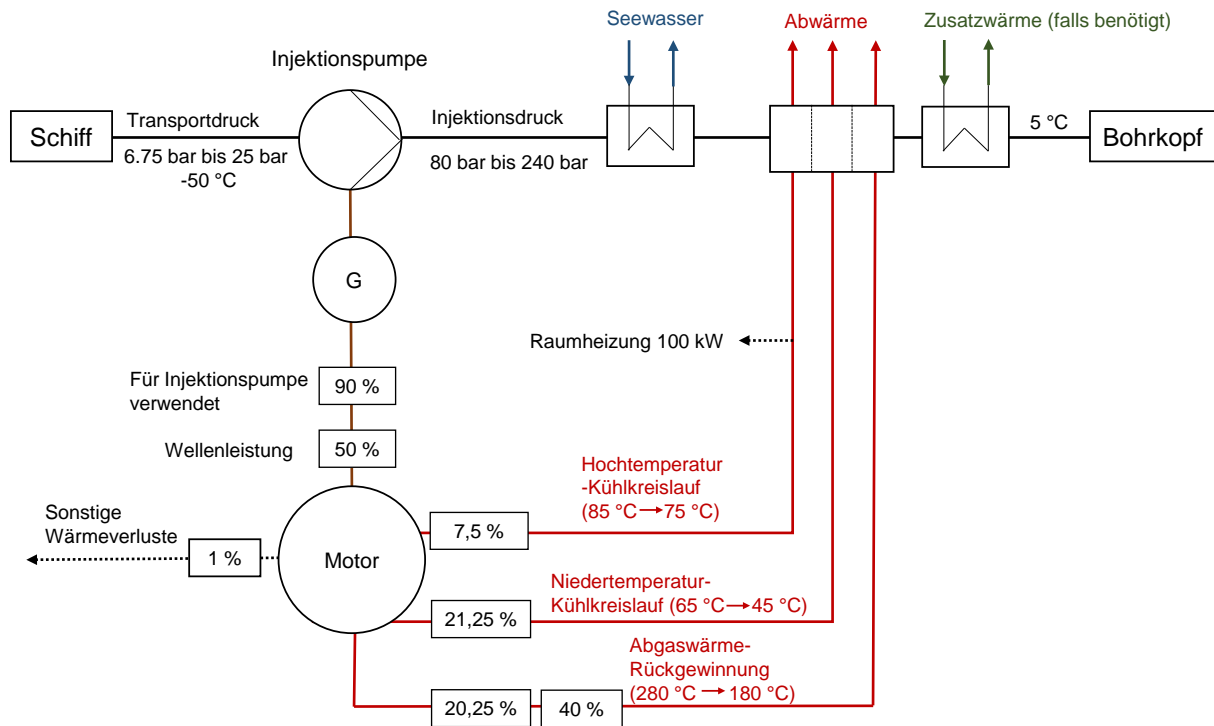 Seewasser
Abwärme
Zusatzwärme (falls benötigt)
Injektionspumpe
Schiff
Transportdruck
6.75 bar bis 25 bar
-50 °C
Injektionsdruck
80 bar bis 240 bar
5 °C
Bohrkopf
G
Raumheizung 100 kW
Für Injektionspumpe
verwendet
90 %
Wellenleistung
50 %
Hochtemperatur
-Kühlkreislauf
(85 °C→75 °C)
7,5 %
Sonstige
Wärmeverluste
1 %
Motor
Niedertemperatur-
Kühlkreislauf (65 °C→45 °C)
21,25 %
Abgaswärme-
Rückgewinnung
(280 °C →180 °C)
20,25 %
40 %